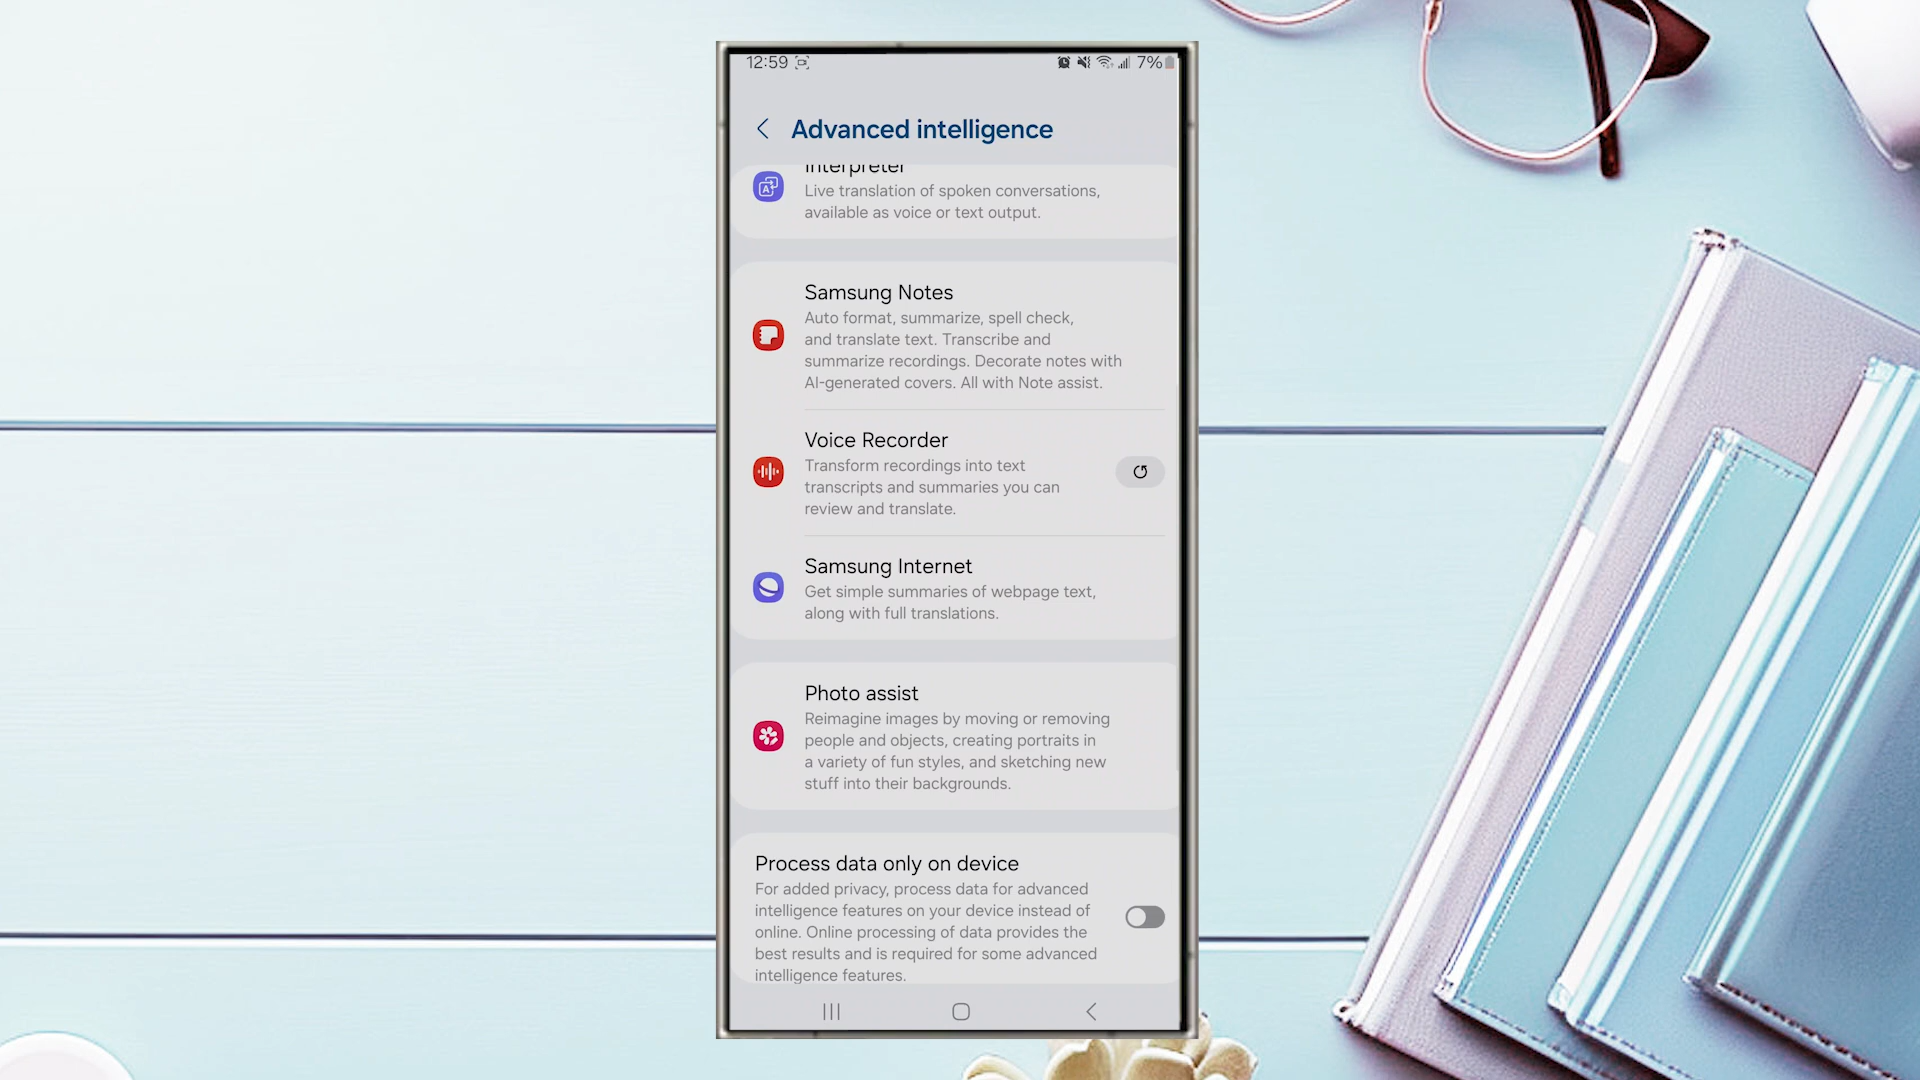 12:59 7%
Advanced intelligence
Interpreter
Live translation of spoken conversations,
available as voice or text output.
Samsung Notes
Auto format, summarize, spell check,
and translate text. Transcribe and
summarize recordings. Decorate notes with
AI-generated covers. All with Note assist.
Voice Recorder
Transform recordings into text
transcripts and summaries you can
review and translate.
Samsung Internet
Get simple summaries of webpage text,
along with full translations.
Photo assist
Reimagine images by moving or removing
people and objects, creating portraits in
a variety of fun styles, and sketching new
stuff into their backgrounds.
Process data only on device
For added privacy, process data for advanced
intelligence features on your device instead of
online. Online processing of data provides the
best results and is required for some advanced
intelligence features.